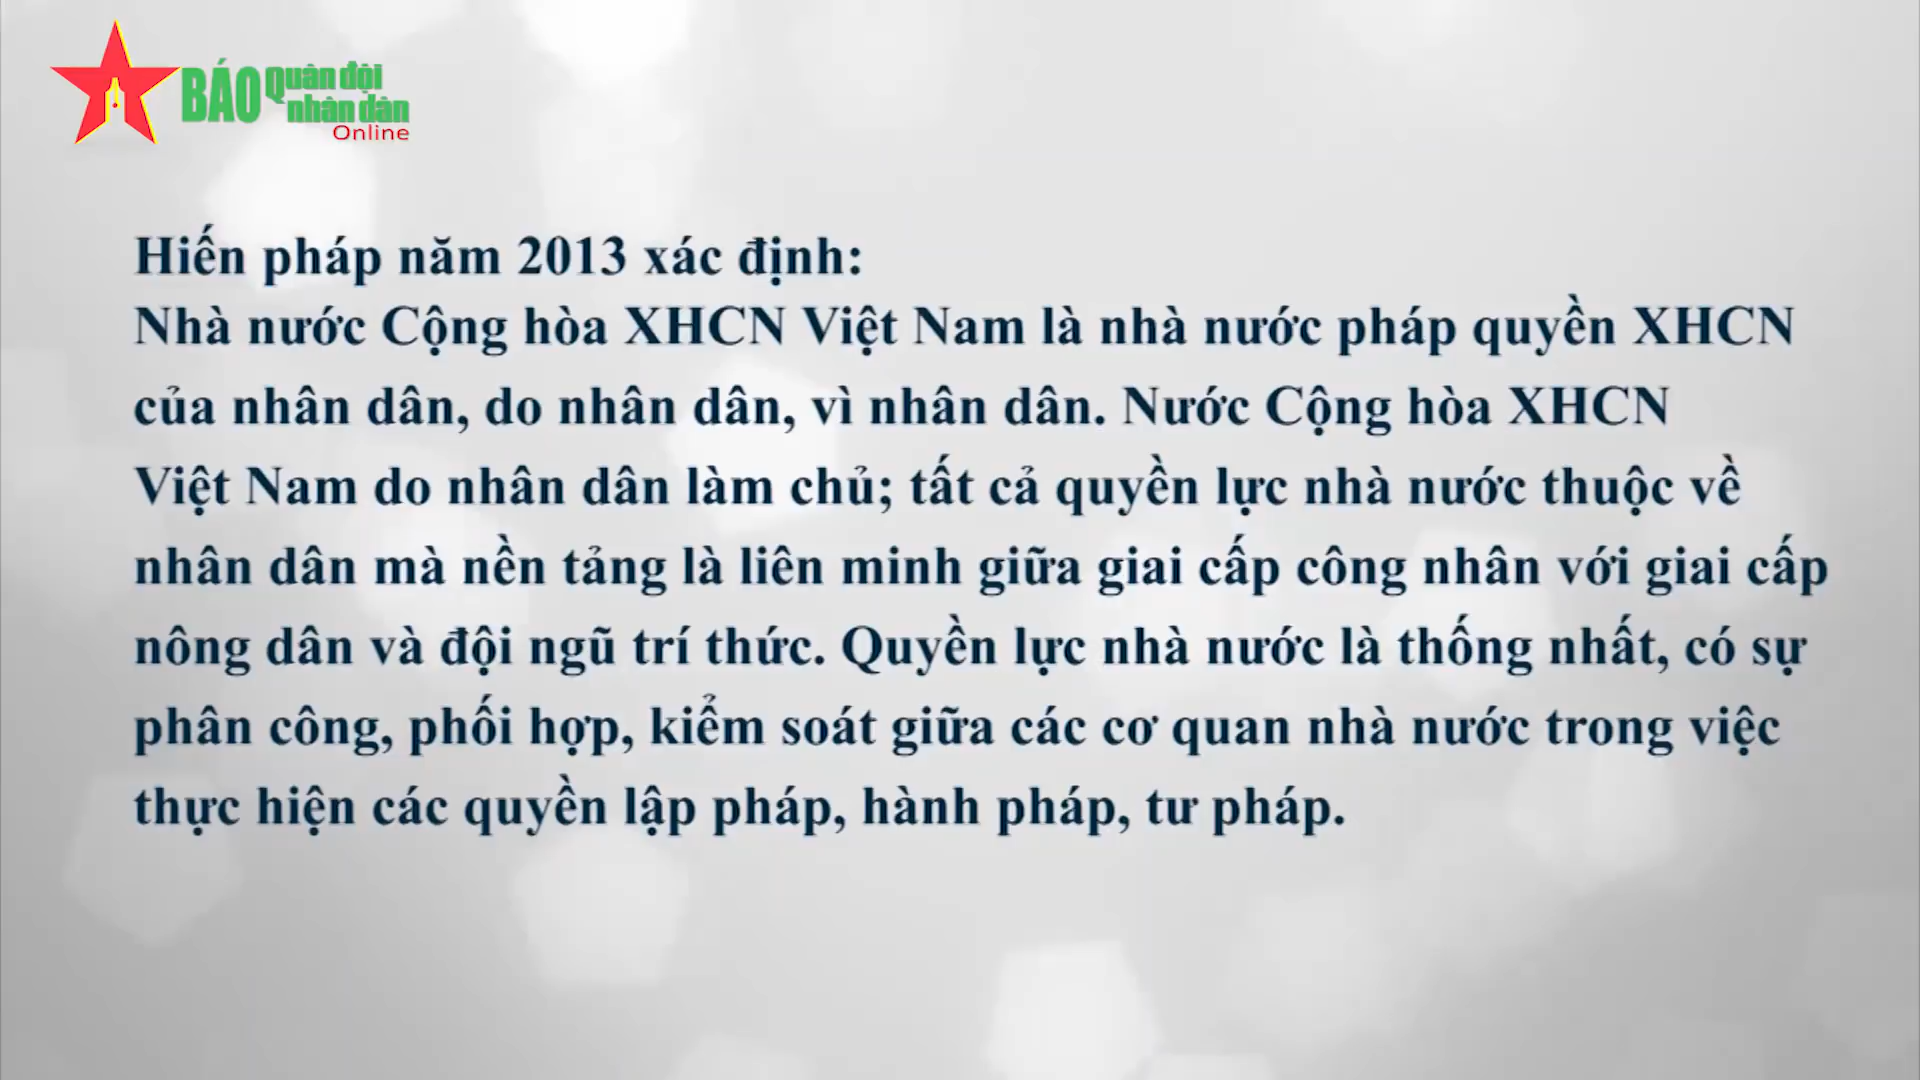 BÁO Quân đội
nhân dân
Online
Hiến pháp năm 2013 xác định:
Nhà nước Cộng hòa XHCN Việt Nam là nhà nước pháp quyền XHCN
của nhân dân, do nhân dân, vì nhân dân. Nước Cộng hòa XHCN
Việt Nam do nhân dân làm chủ; tất cả quyền lực nhà nước thuộc về
nhân dân mà nền tảng là liên minh giữa giai cấp công nhân với giai cấp
nông dân và đội ngũ trí thức. Quyền lực nhà nước là thống nhất, có sự
phân công, phối hợp, kiểm soát giữa các cơ quan nhà nước trong việc
thực hiện các quyền lập pháp, hành pháp, tư pháp.